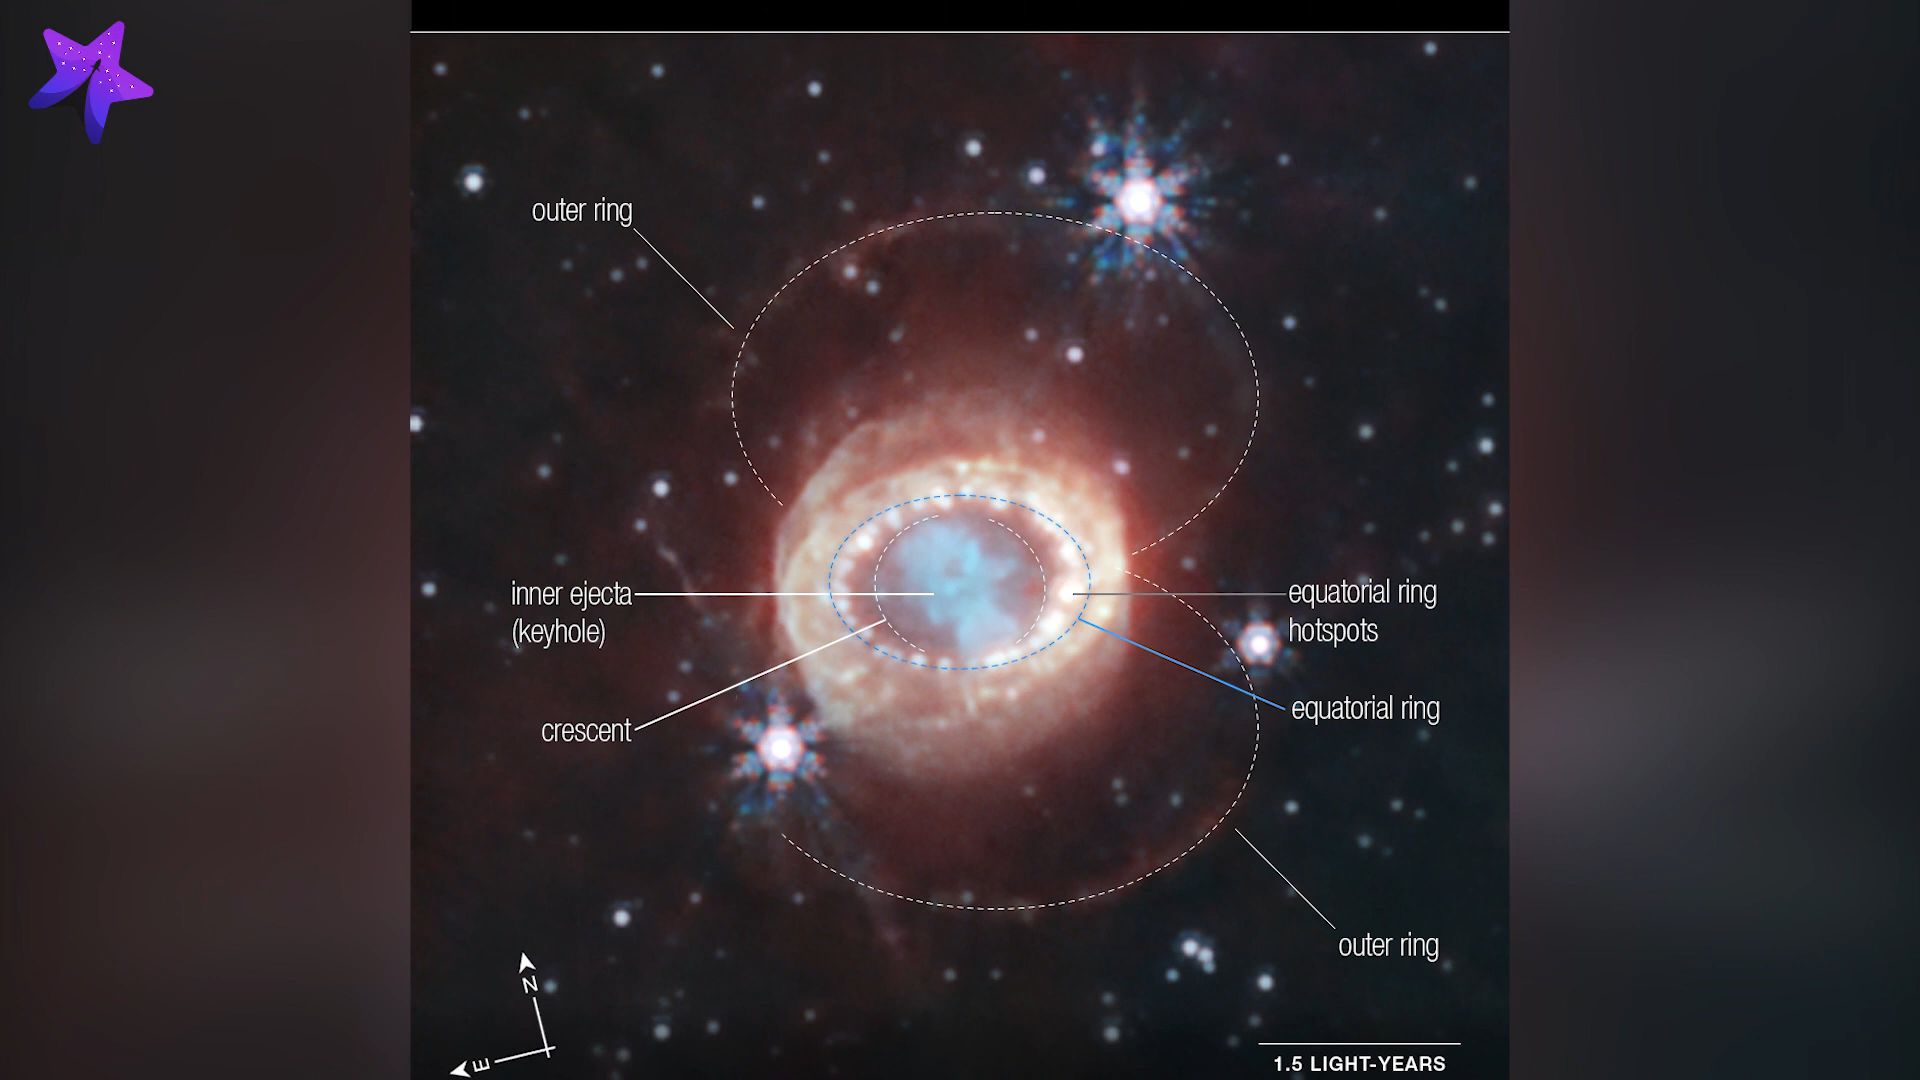 outer ring
inner ejecta
(keyhole)
crescent
equatorial ring
hotspots
equatorial ring
outer ring
N
E
1.5 LIGHT-YEARS